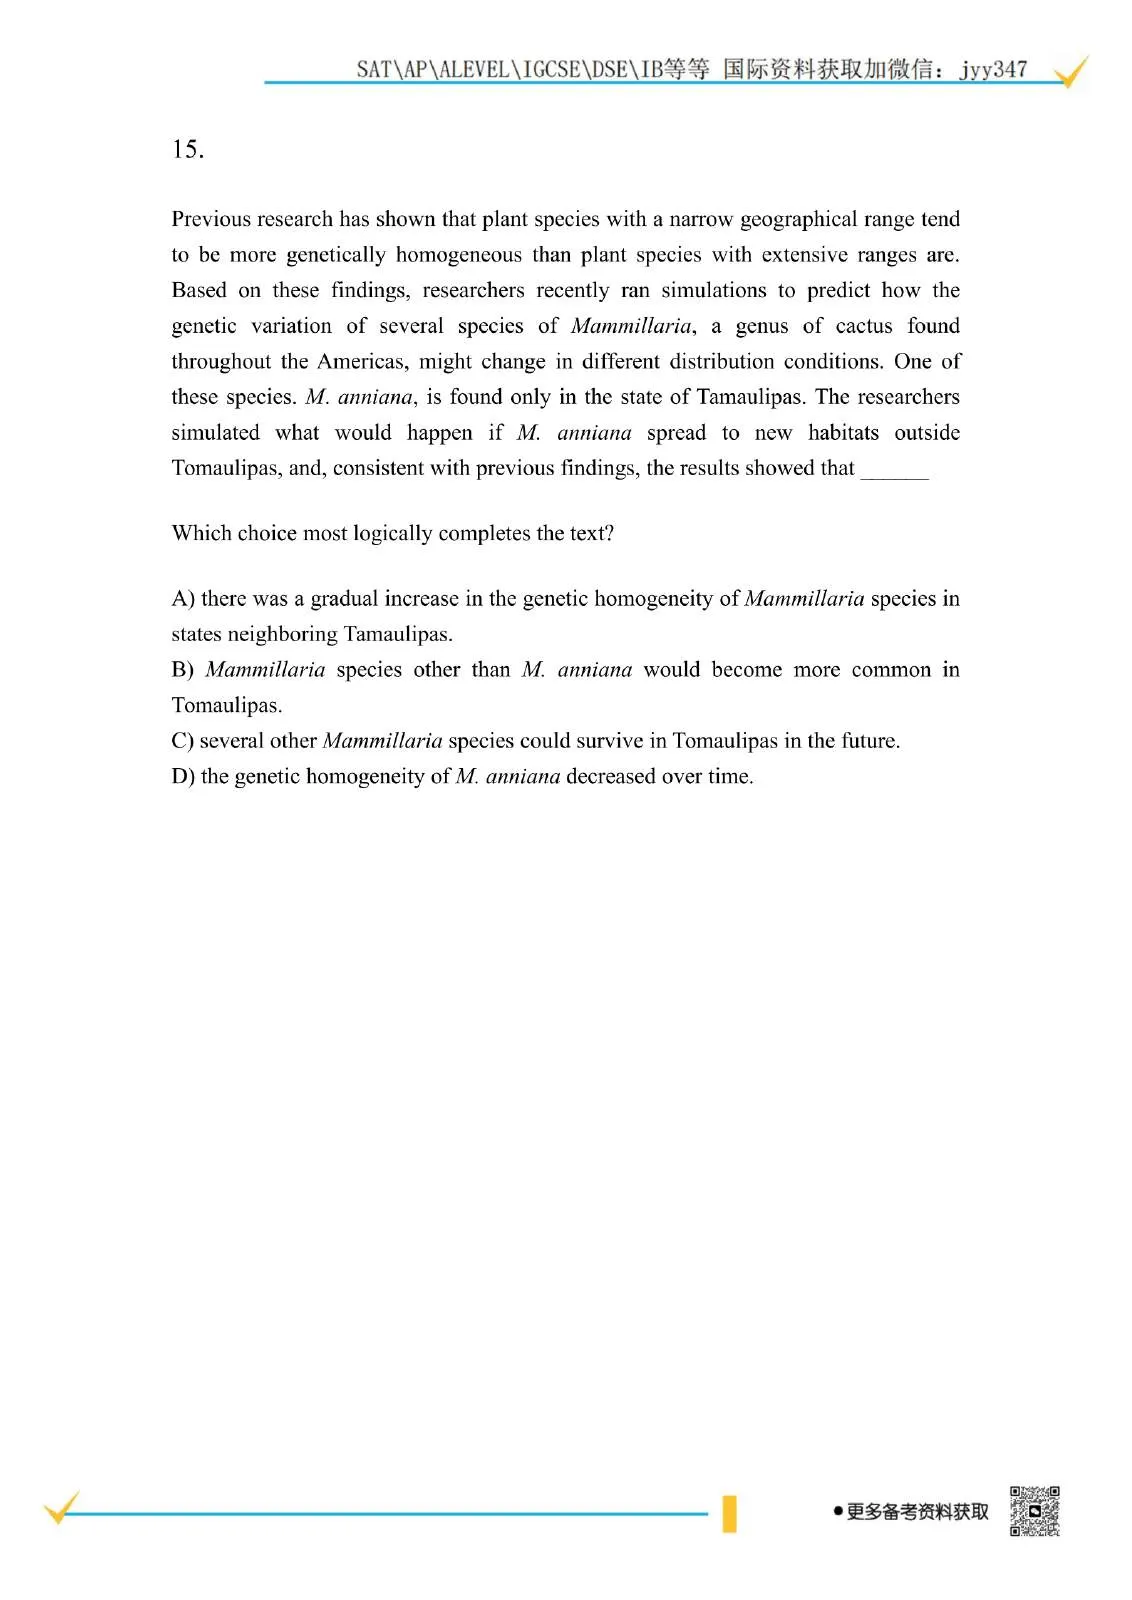 SAT\AP\ALEVEL\IGCSE\DSE\IB等等 国际资料获取加微信：jyy347
15.
Previous research has shown that plant species with a narrow geographical range tend
to be more genetically homogeneous than plant species with extensive ranges are.
Based on these findings, researchers recently ran simulations to predict how the
genetic variation of several species of Mammillaria, a genus of cactus found
throughout the Americas, might change in different distribution conditions. One of
these species. M. anniana, is found only in the state of Tamaulipas. The researchers
simulated what would happen if M. anniana spread to new habitats outside
Tomaulipas, and, consistent with previous findings, the results showed that ______
Which choice most logically completes the text?
A) there was a gradual increase in the genetic homogeneity of Mammillaria species in
states neighboring Tamaulipas.
B) Mammillaria species other than M. anniana would become more common in
Tomaulipas.
C) several other Mammillaria species could survive in Tomaulipas in the future.
D) the genetic homogeneity of M. anniana decreased over time.
●更多备考资料获取